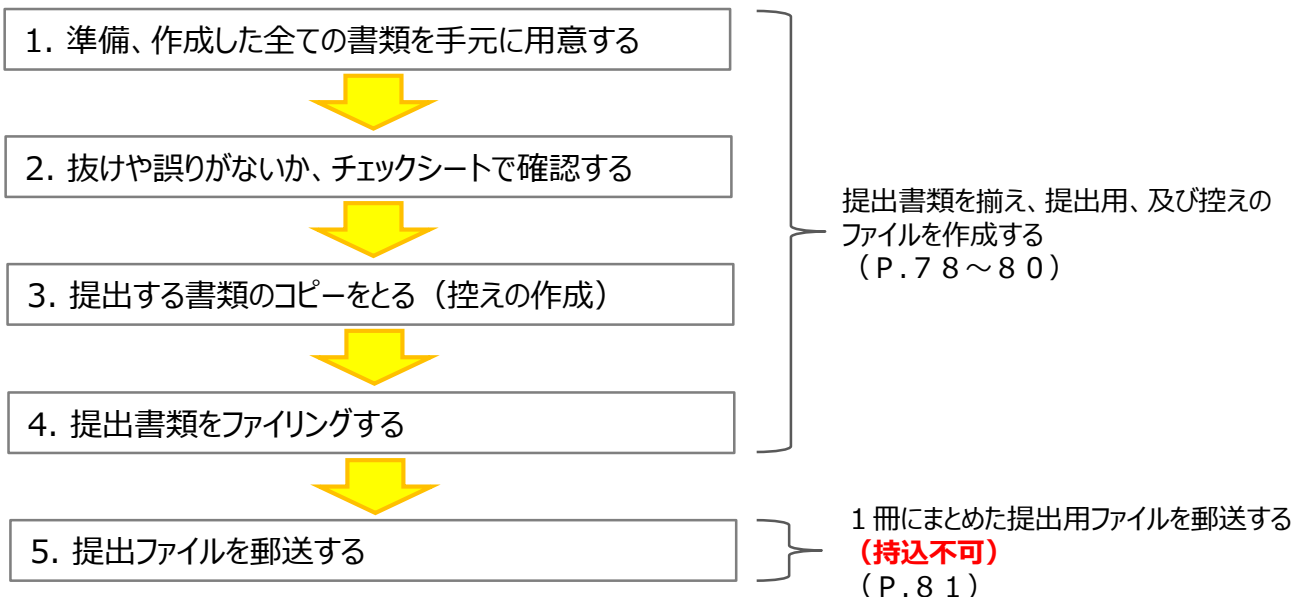 1. 準備、作成した全ての書類を手元に用意する
2. 抜けや誤りがないか、チェックシートで確認する
3. 提出する書類のコピーをとる（控えの作成）
4. 提出書類をファイリングする
提出書類を揃え、提出用、及び控えの
ファイルを作成する
（Ｐ.７８～８０）
5. 提出ファイルを郵送する
１冊にまとめた提出用ファイルを郵送する
（持込不可）
（Ｐ.８１）